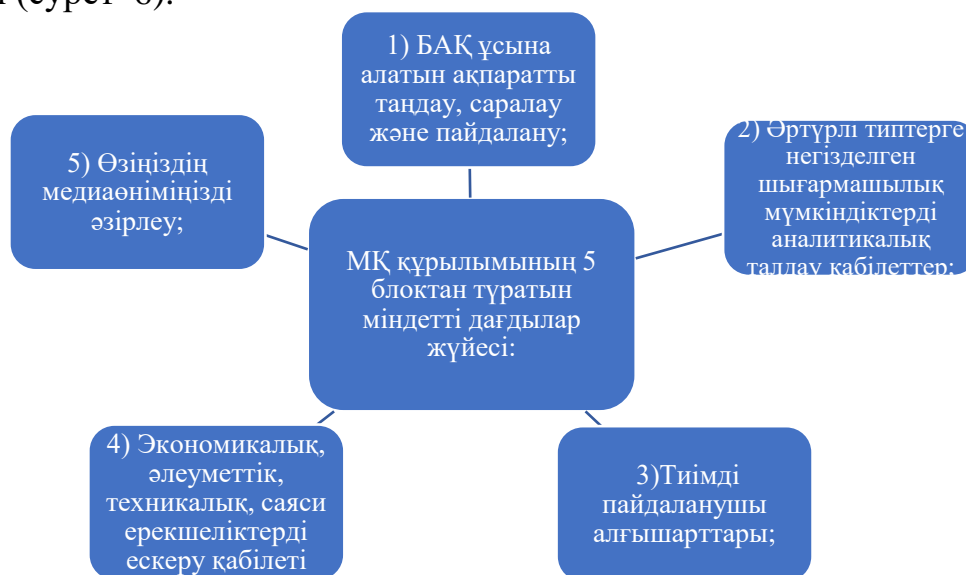 (сурет 6).
1) БАҚ ұсына
алатын ақпаратты
таңдау, саралау
және пайдалану;
2) Әртүрлі типтерге
негізделген
шығармашылық
мүмкіндіктерді
аналитикалық
талдау қабілеттер;
МҚ құрылымының 5
блоктан тұратын
міндетті дағдылар
жүйесі:
3)Тиімді
пайдаланушы
алғышарттары;
4) Экономикалық,
әлеуметтік,
техникалық, саяси
ерекшеліктерді
ескеру қабілеті
5) Өзіңіздің
медиаөніміңізді
әзірлеу;